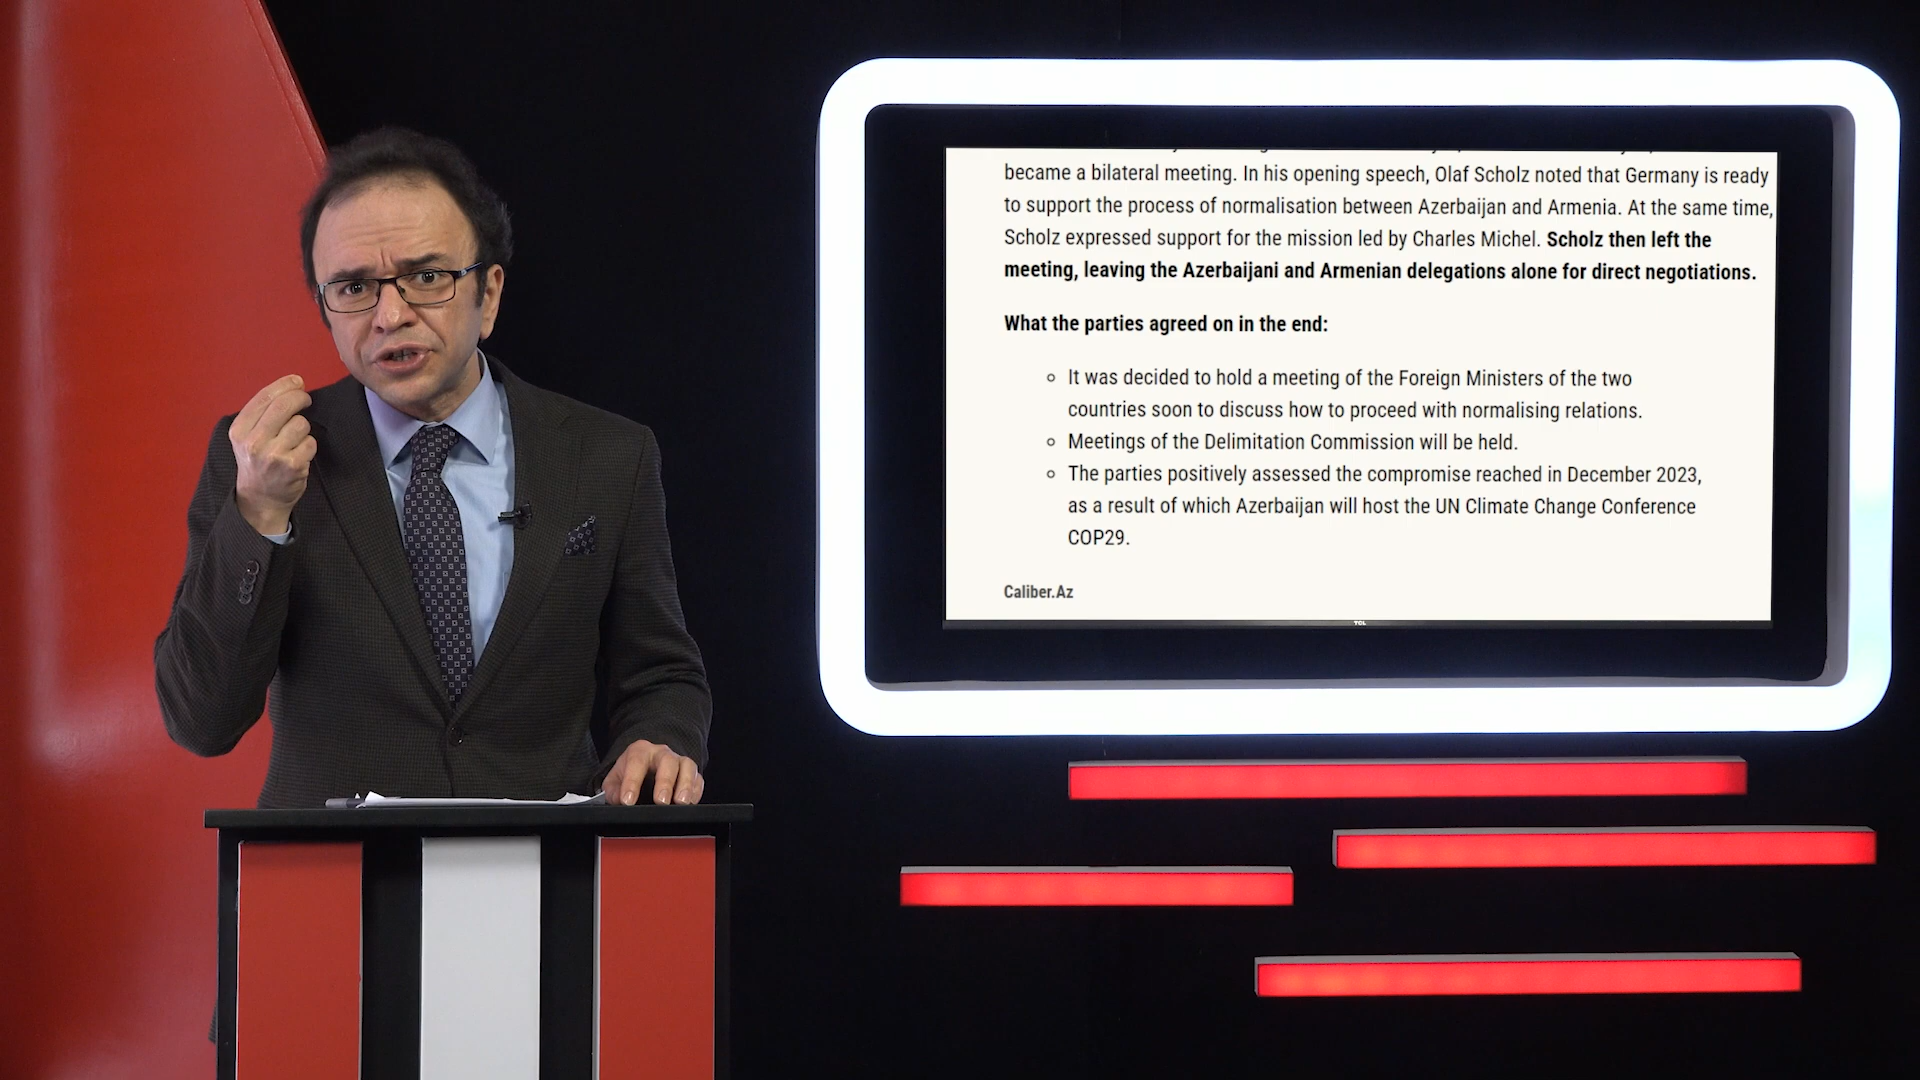 became a bilateral meeting. In his opening speech, Olaf Scholz noted that Germany is ready
to support the process of normalisation between Azerbaijan and Armenia. At the same time,
Scholz expressed support for the mission led by Charles Michel. Scholz then left the
meeting, leaving the Azerbaijani and Armenian delegations alone for direct negotiations.
What the parties agreed on in the end:
It was decided to hold a meeting of the Foreign Ministers of the two
countries soon to discuss how to proceed with normalising relations.
Meetings of the Delimitation Commission will be held.
The parties positively assessed the compromise reached in December 2023,
as a result of which Azerbaijan will host the UN Climate Change Conference
COP29.
Caliber.Az
TCL